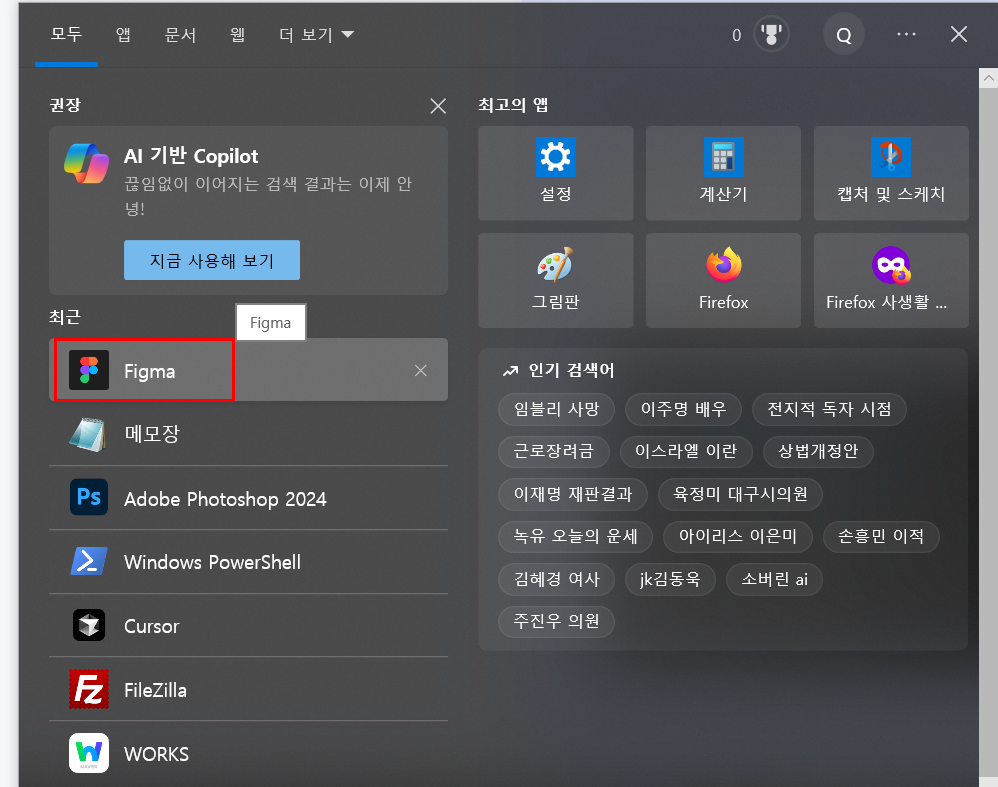 모두 앱 문서 웹 더 보기
0 Q
권장
AI 기반 Copilot
끊임없이 이어지는 검색 결과는 이제 안
녕!
지금 사용해 보기
최근
Figma
Figma
메모장
Ps
Adobe Photoshop 2024
Windows PowerShell
Cursor
Fz
FileZilla
W
NAVER
WORKS
최고의 앱
설정
계산기
캡처 및 스케치
그림판
Firefox
Firefox 사생활 ...
인기 검색어
임블리 사망 이주명 배우 전지적 독자 시점
근로장려금 이스라엘 이란 상법개정안
이재명 재판결과 육정미 대구시의원
녹유 오늘의 운세 아이리스 이은미 손흥민 이적
김혜경 여사 jk김동욱 소버린 ai
주진우 의원